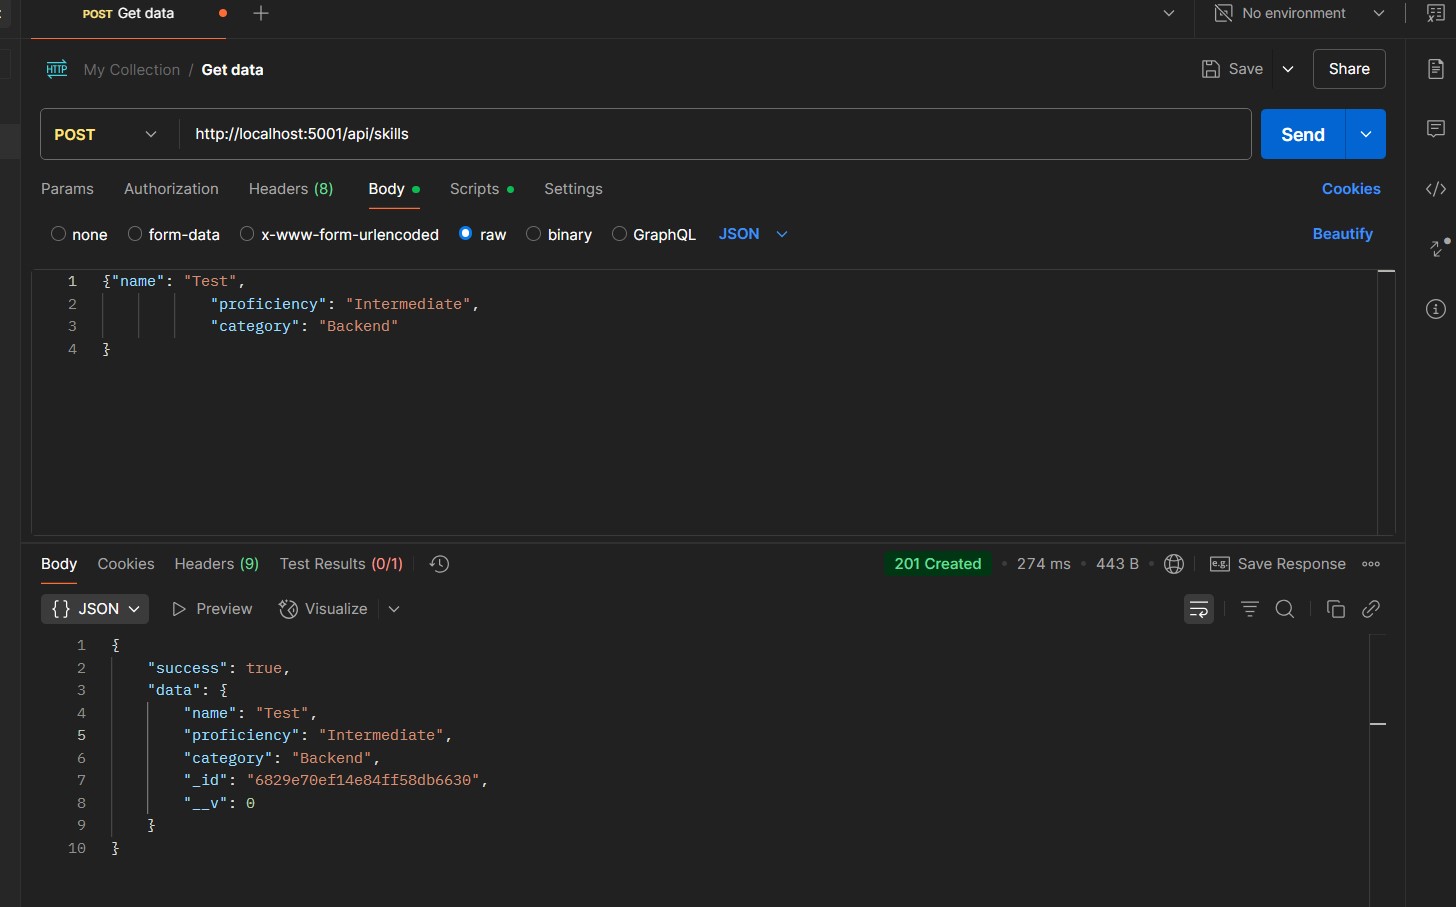 POST Get data
No environment
HTTP My Collection / Get data
Save
Share
POST http://localhost:5001/api/skills
Send
Params Authorization Headers (8) Body Scripts Settings Cookies
none form-data x-www-form-urlencoded raw binary GraphQL JSON Beautify
1 {"name": "Test",
2 "proficiency": "Intermediate",
3 "category": "Backend"
4 }
Body Cookies Headers (9) Test Results (0/1) 201 Created 274 ms 443 B e.g. Save Response
{} JSON Preview Visualize
1 {
2 "success": true,
3 "data": {
4 "name": "Test",
5 "proficiency": "Intermediate",
6 "category": "Backend",
7 "_id": "6829e70ef14e84ff58db6630",
8 "__v": 0
9 }
10 }